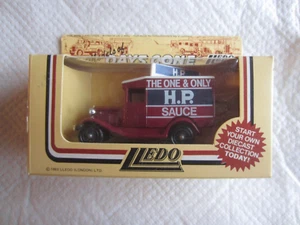 DAYS GONE
H.P.
THE ONE & ONLY
H.P.
SAUCE
START
YOUR OWN
DIECAST
COLLECTION
TODAY!
LLEDO